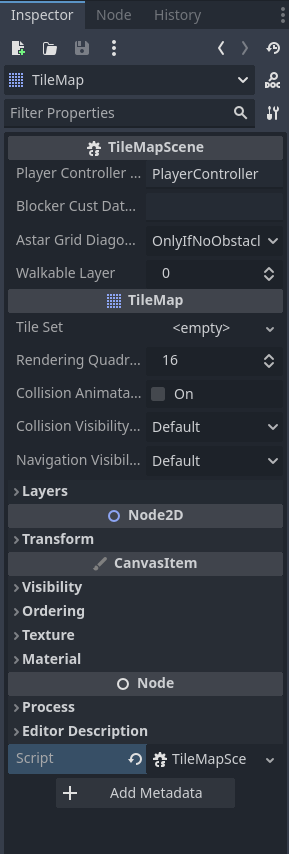 Inspector Node History
TileMap
DOC
Filter Properties
TileMapScene
Player Controller ... PlayerController
Blocker Cust Dat...
Astar Grid Diago... OnlyIfNoObstacl
Walkable Layer 0
TileMap
Tile Set <empty>
Rendering Quadr... 16
Collision Animata... On
Collision Visibility... Default
Navigation Visibil... Default
Layers
Node2D
Transform
CanvasItem
Visibility
Ordering
Texture
Material
Node
Process
Editor Description
Script TileMapSce
Add Metadata